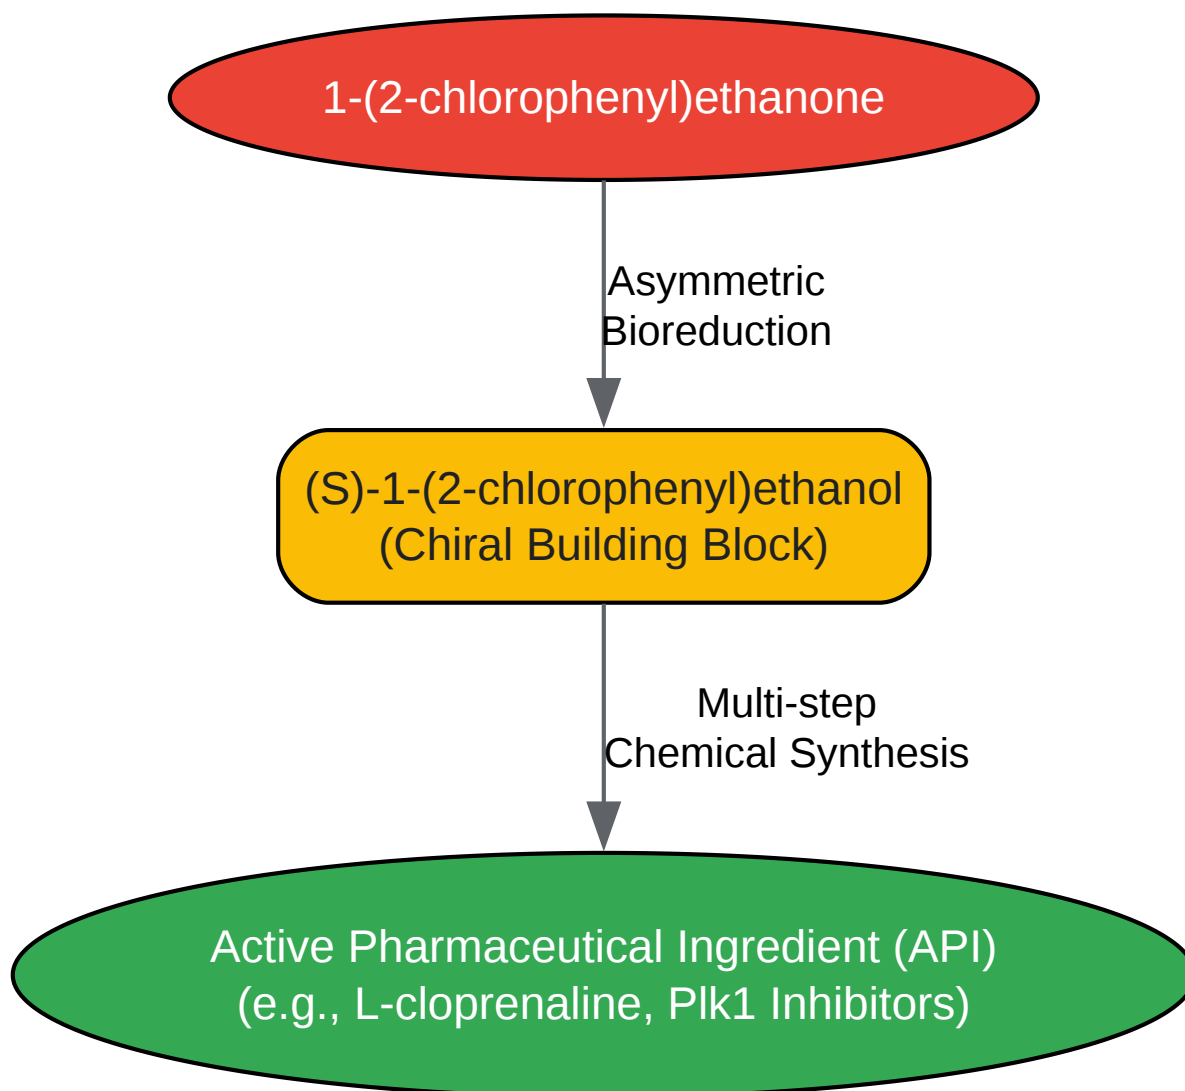 1-(2-chlorophenyl)ethanone
Asymmetric
Bioreduction
(S)-1-(2-chlorophenyl)ethanol
(Chiral Building Block)
Multi-step
Chemical Synthesis
Active Pharmaceutical Ingredient (API)
(e.g., L-cloprenaline, Plk1 Inhibitors)